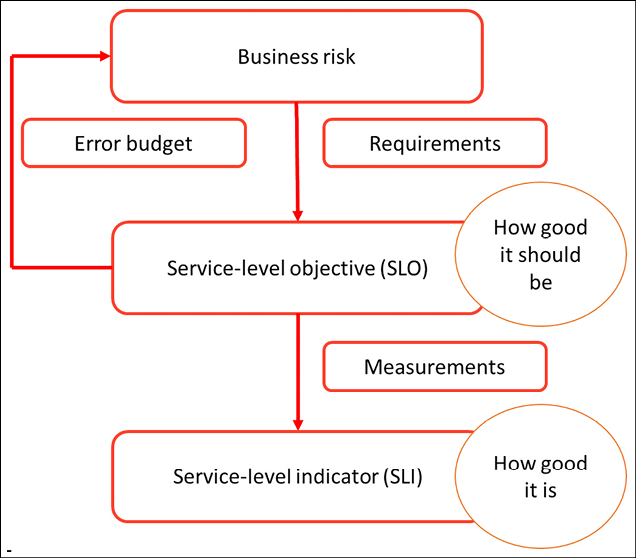 Business risk
Error budget
Requirements
Service-level objective (SLO)
How good
it should
be
Measurements
Service-level indicator (SLI)
How good
it is
-